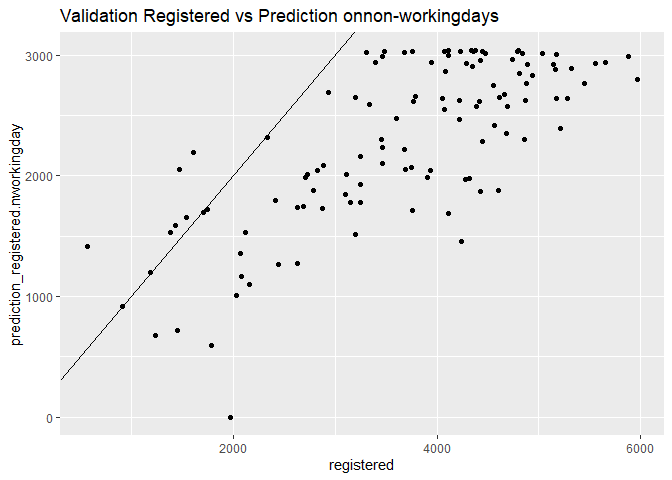 Validation Registered vs Prediction onnon-workingdays
prediction_registered.nworkingday
3000
2000
1000
0
2000
4000
6000
registered